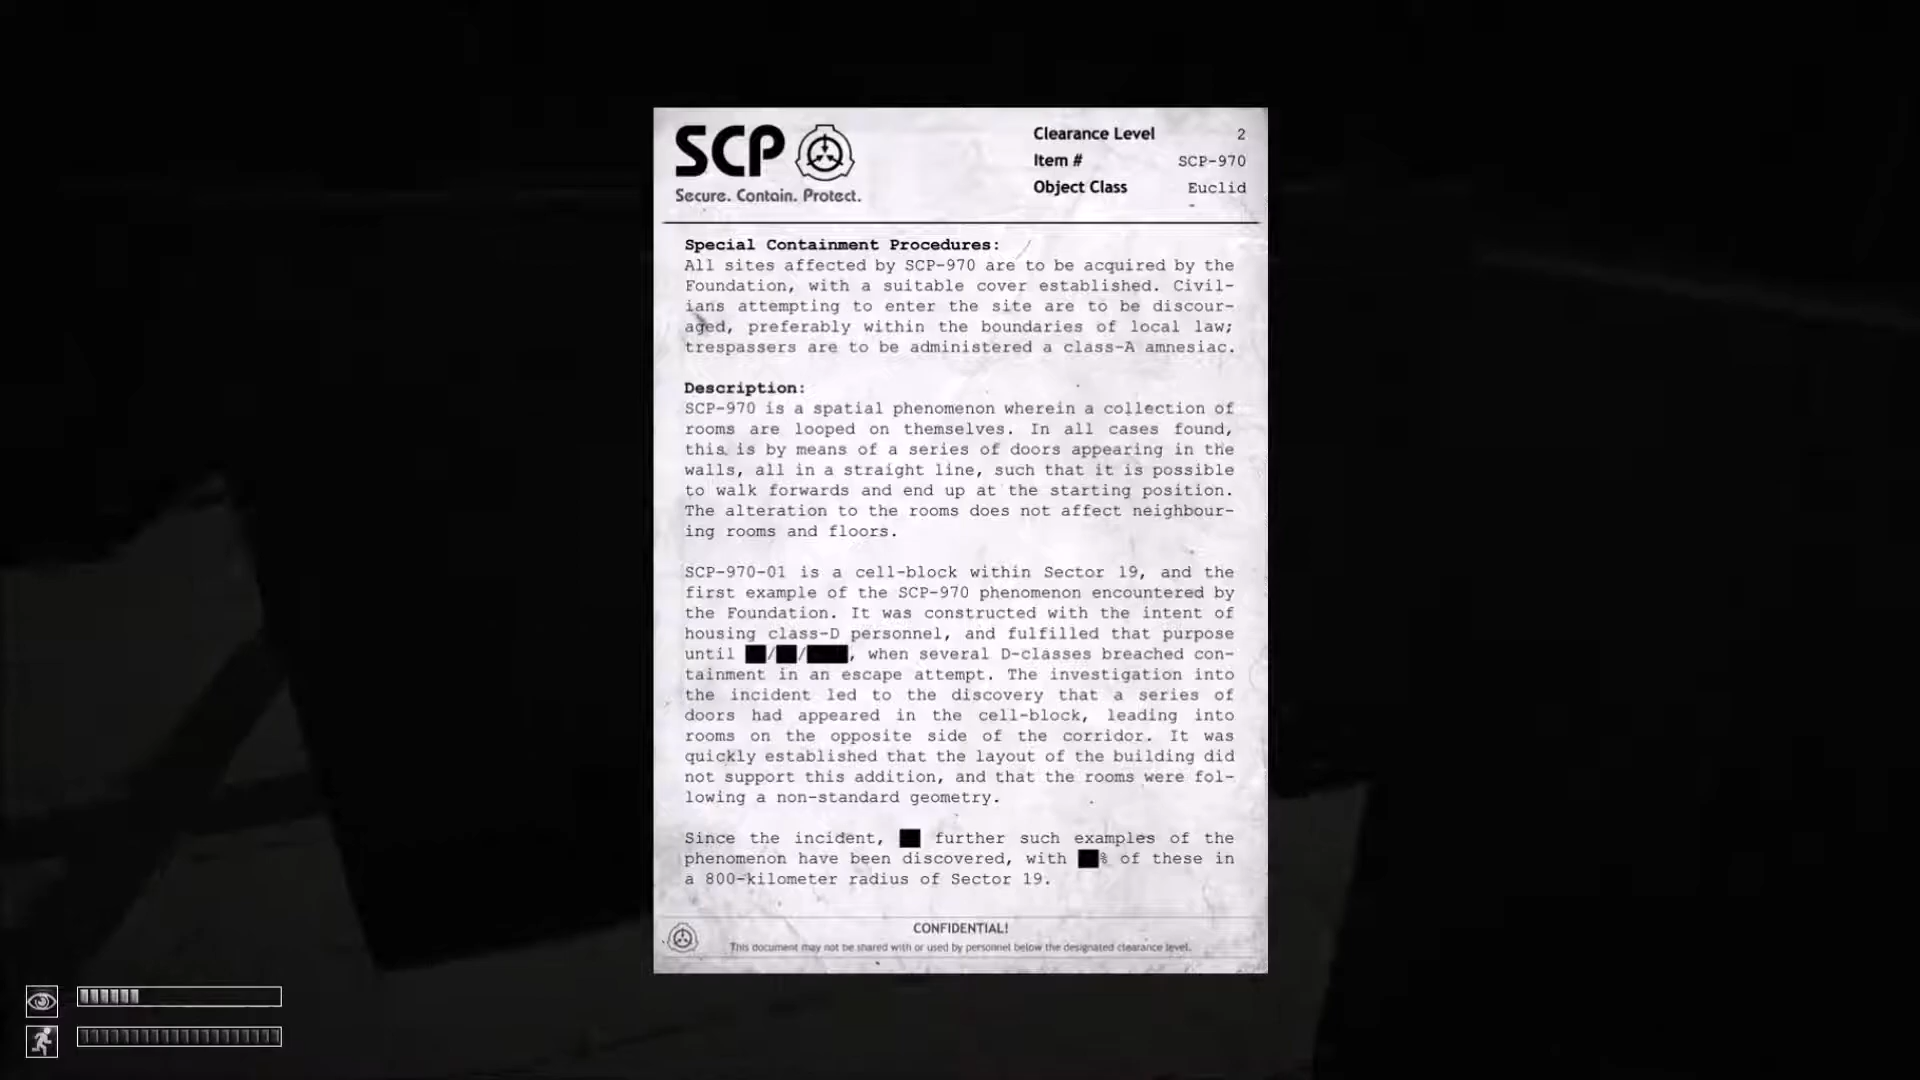 SCP
Secure. Contain. Protect.
Clearance Level 2
Item # SCP-970
Object Class Euclid
Special Containment Procedures:
All sites affected by SCP-970 are to be acquired by the
Foundation, with a suitable cover established. Civil-
ians attempting to enter the site are to be discour-
aged, preferably within the boundaries of local law;
trespassers are to be administered a class-A amnesiac.
Description:
SCP-970 is a spatial phenomenon wherein a collection of
rooms are looped on themselves. In all cases found,
this is by means of a series of doors appearing in the
walls, all in a straight line, such that it is possible
to walk forwards and end up at the starting position.
The alteration to the rooms does not affect neighbour-
ing rooms and floors.
SCP-970-01 is a cell-block within Sector 19, and the
first example of the SCP-970 phenomenon encountered by
the Foundation. It was constructed with the intent of
housing class-D personnel, and fulfilled that purpose
until ██/██/████, when several D-classes breached con-
tainment in an escape attempt. The investigation into
the incident led to the discovery that a series of
doors had appeared in the cell-block, leading into
rooms on the opposite side of the corridor. It was
quickly established that the layout of the building did
not support this addition, and that the rooms were fol-
lowing a non-standard geometry.
Since the incident, ██ further such examples of the
phenomenon have been discovered, with ██% of these in
a 800-kilometer radius of Sector 19.
CONFIDENTIAL!
This document may not be shared with or used by personnel below the designated clearance level.